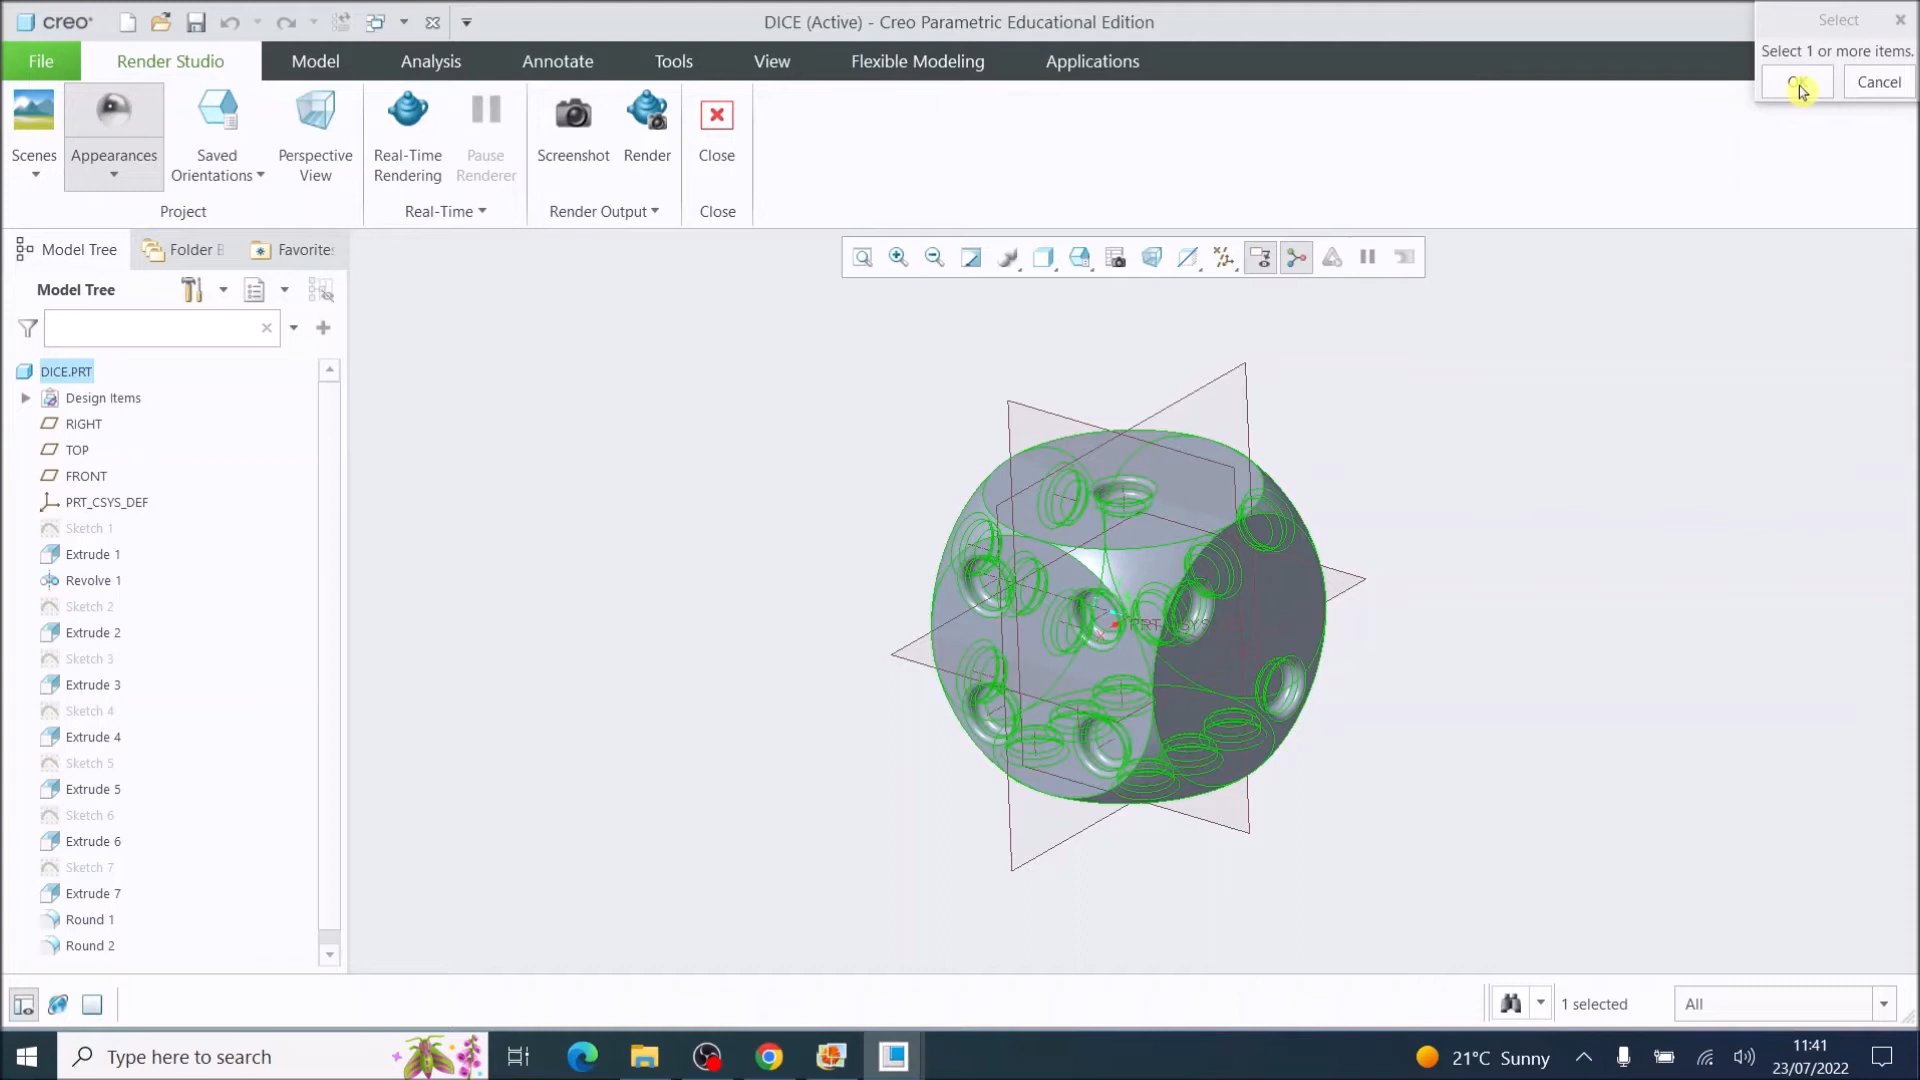 creo
DICE (Active) - Creo Parametric Educational Edition
Select
Select 1 or more items.
Cancel
File
Render Studio
Model
Analysis
Annotate
Tools
View
Flexible Modeling
Applications
Scenes
Appearances
Saved
Orientations
Perspective
View
Real-Time
Rendering
Pause
Renderer
Screenshot
Render
Close
Project
Real-Time
Render Output
Close
Model Tree
Folder B
Favorites
Model Tree
DICE.PRT
Design Items
RIGHT
TOP
FRONT
PRT_CSYS_DEF
Sketch 1
Extrude 1
Revolve 1
Sketch 2
Extrude 2
Sketch 3
Extrude 3
Sketch 4
Extrude 4
Sketch 5
Extrude 5
Sketch 6
Extrude 6
Sketch 7
Extrude 7
Round 1
Round 2
1 selected
All
Type here to search
21°C Sunny
11:41
23/07/2022